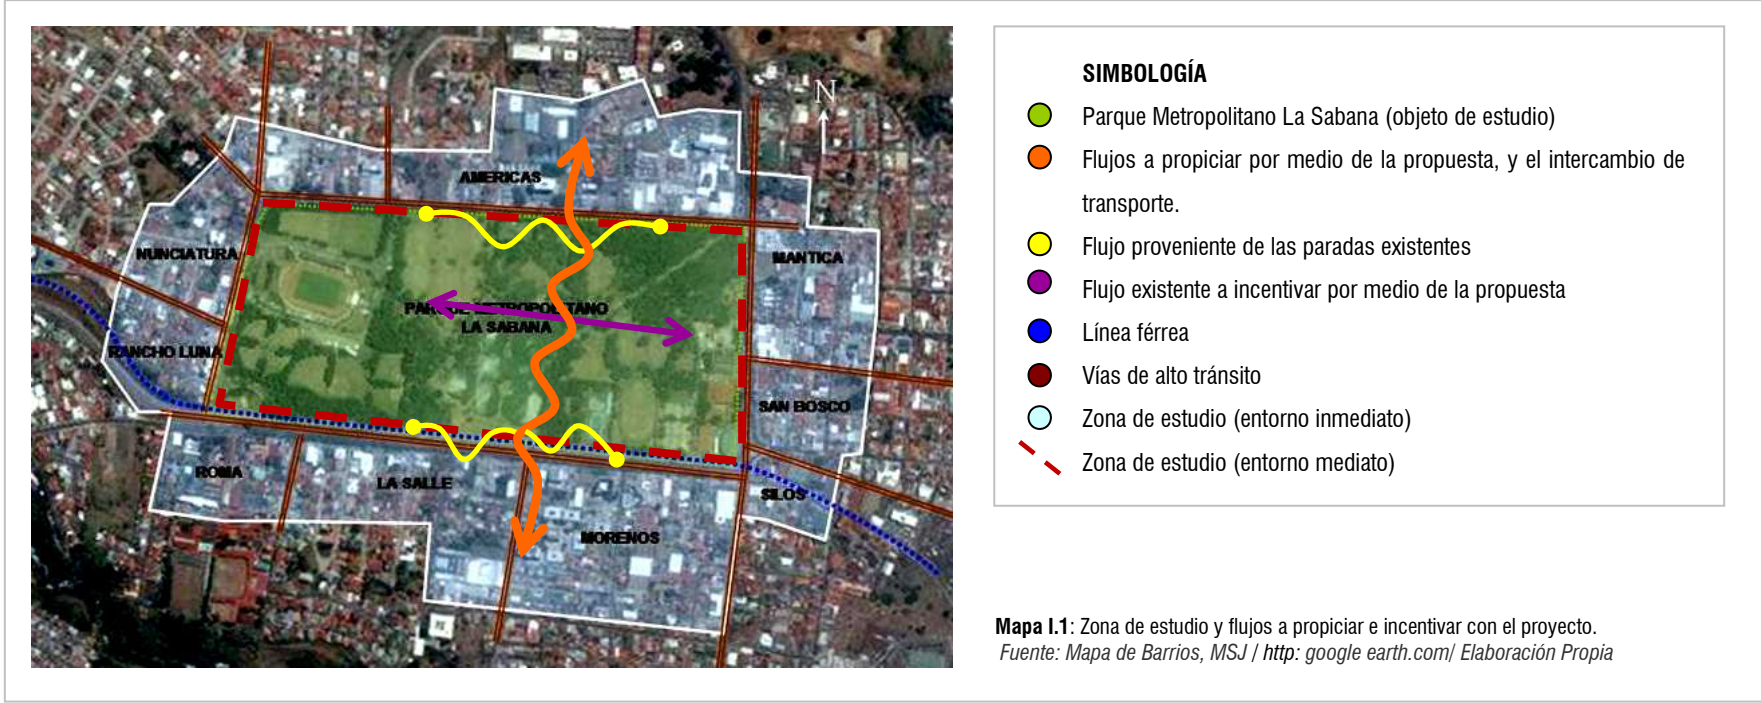 N
AMERICAS
NUNCIATURA
MANTICA
PARQUE METROPOLITANO
LA SABANA
RANCHO LUNA
SAN BOSCO
ROMA
LA SALLE
SILOS
MORENOS
SIMBOLOGÍA
Parque Metropolitano La Sabana (objeto de estudio)
Flujos a propiciar por medio de la propuesta, y el intercambio de
transporte.
Flujo proveniente de las paradas existentes
Flujo existente a incentivar por medio de la propuesta
Línea férrea
Vías de alto tránsito
Zona de estudio (entorno inmediato)
Zona de estudio (entorno mediato)
Mapa I.1: Zona de estudio y flujos a propiciar e incentivar con el proyecto.
Fuente: Mapa de Barrios, MSJ / http: google earth.com/ Elaboración Propia